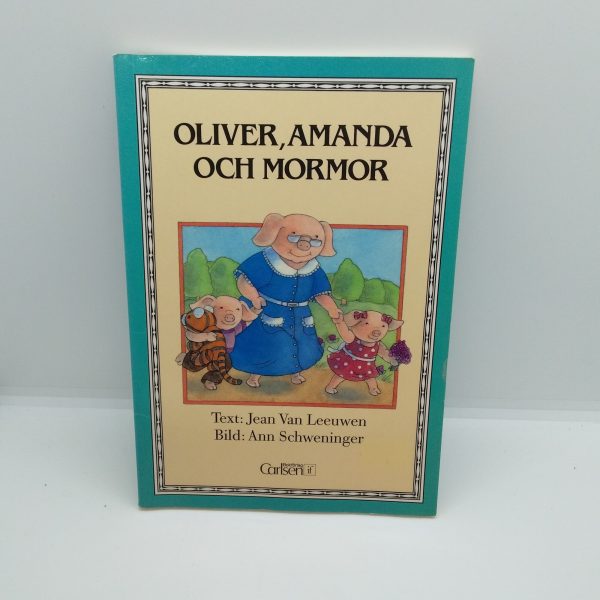 OLIVER, AMANDA
OCH MORMOR
Text: Jean Van Leeuwen
Bild: Ann Schweninger
Carlsen if